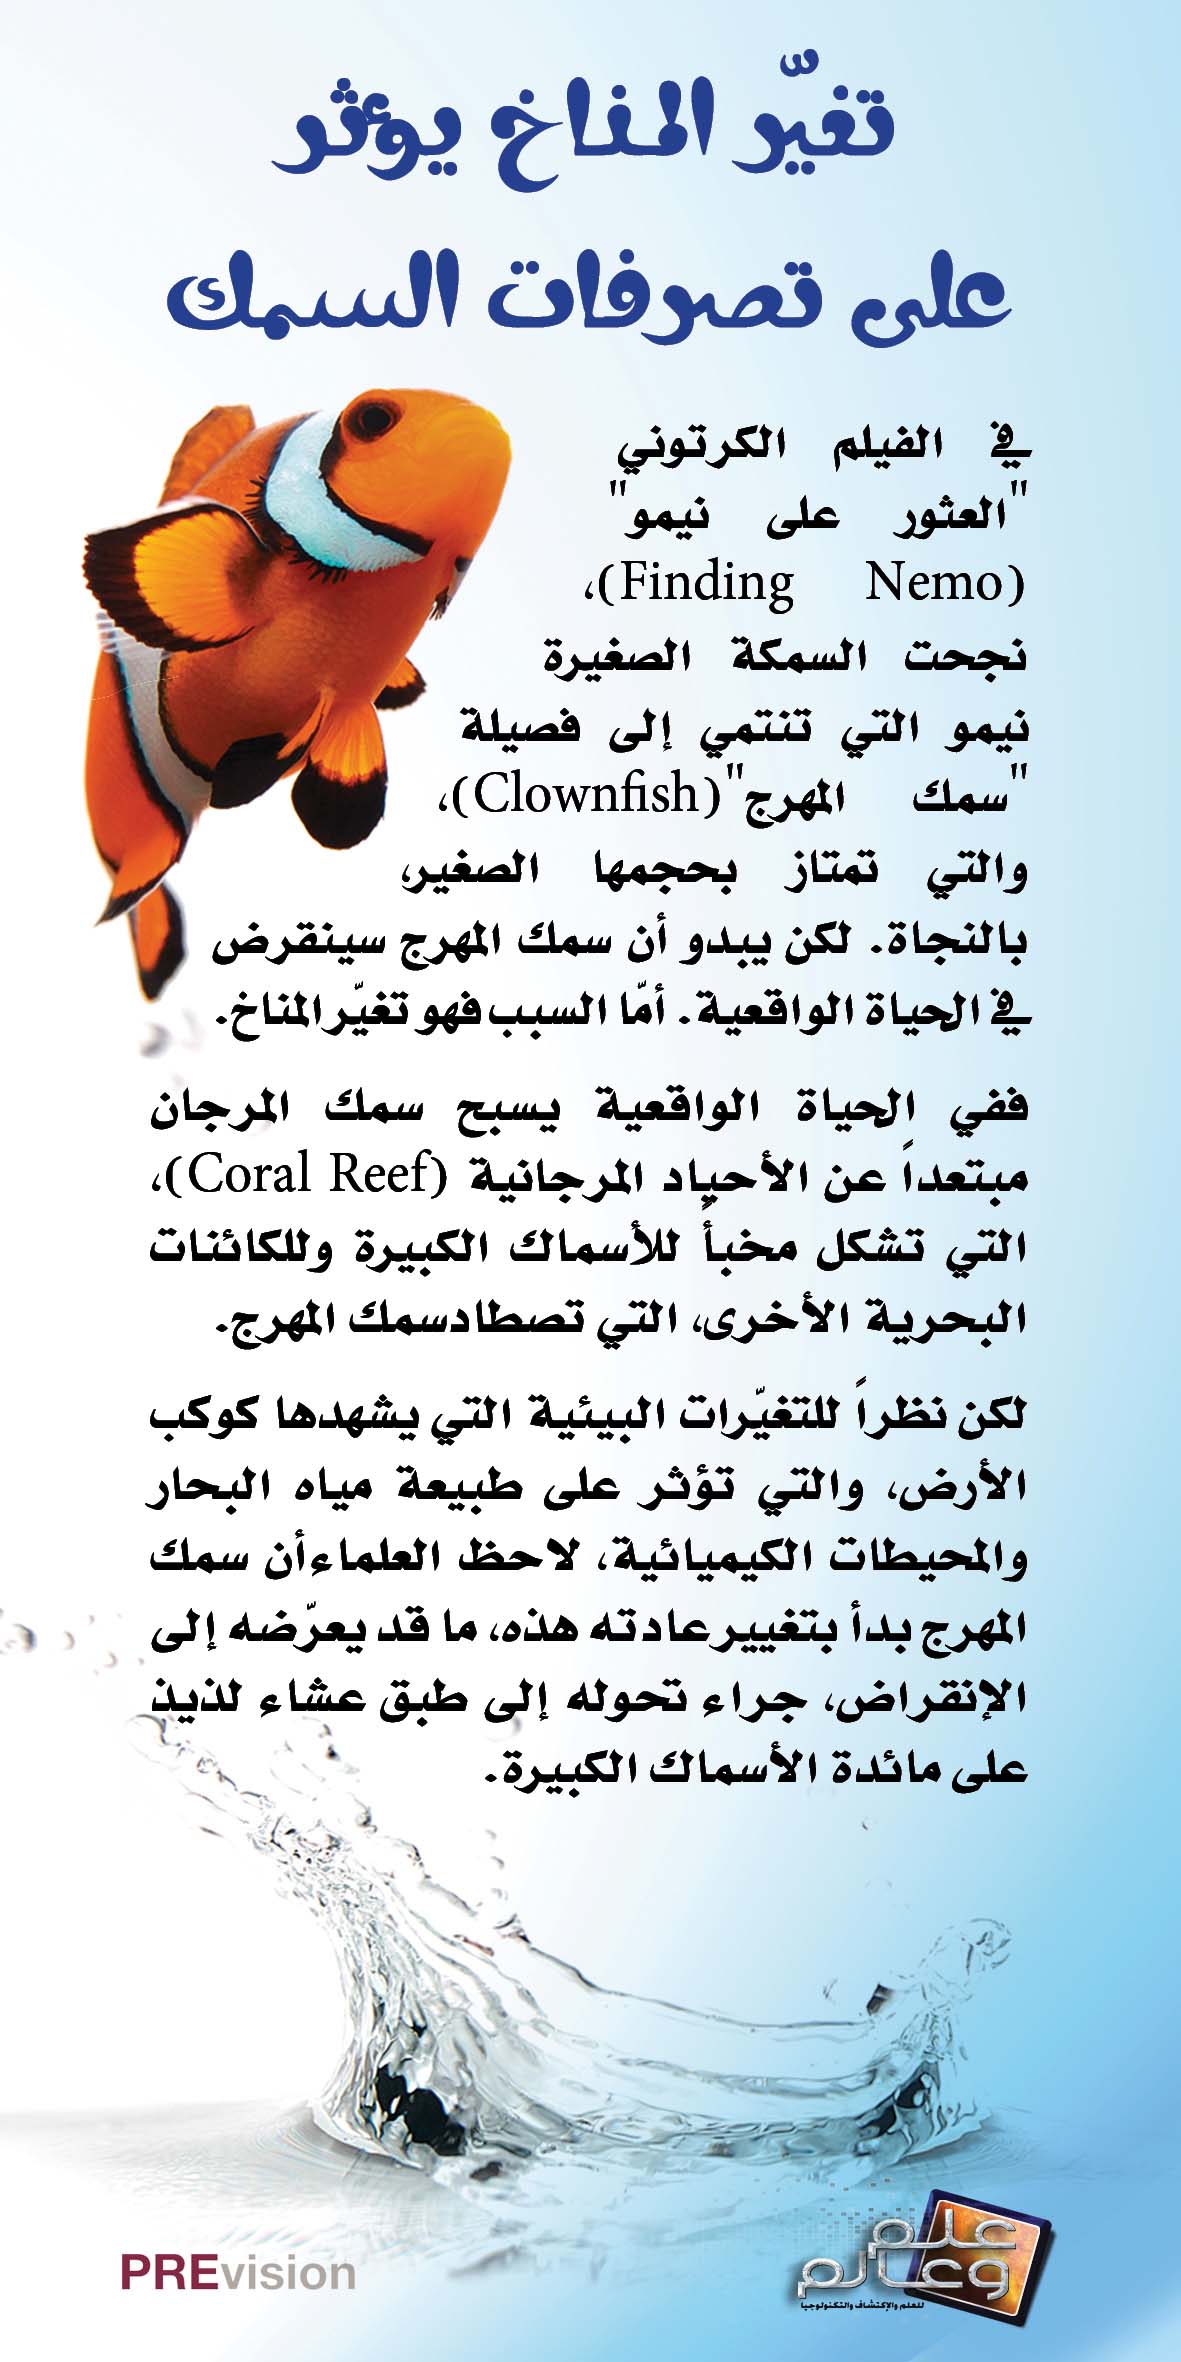 تغيّر المناخ يؤثر
على تصرفات السمك
في الفيلم الكرتوني
"العثور على نيمو"
(Finding Nemo)،
نجحت السمكة الصغيرة
نيمو التي تنتمي إلى فصيلة
"سمك المهرج"(Clownfish)،
والتي تمتاز بحجمها الصغير،
بالنجاة. لكن يبدو أن سمك المهرج سينقرض
في الحياة الواقعية. أمّا السبب فهو تغيّر المناخ.
ففي الحياة الواقعية يسبح سمك المرجان
مبتعداً عن الأحياد المرجانية (Coral Reef)،
التي تشكل مخبأً للأسماك الكبيرة وللكائنات
البحرية الأخرى، التي تصطاد سمك المهرج.
لكن نظراً للتغيّرات البيئية التي يشهدها كوكب
الأرض، والتي تؤثر على طبيعة مياه البحار
والمحيطات الكيميائية، لاحظ العلماء أن سمك
المهرج بدأ بتغيير عادته هذه، ما قد يعرّضه إلى
الإنقراض، جراء تحوله إلى طبق عشاء لذيذ
على مائدة الأسماك الكبيرة.
علم
وعالم
للعلم والإكتشاف والتكنولوجيا
PREvision